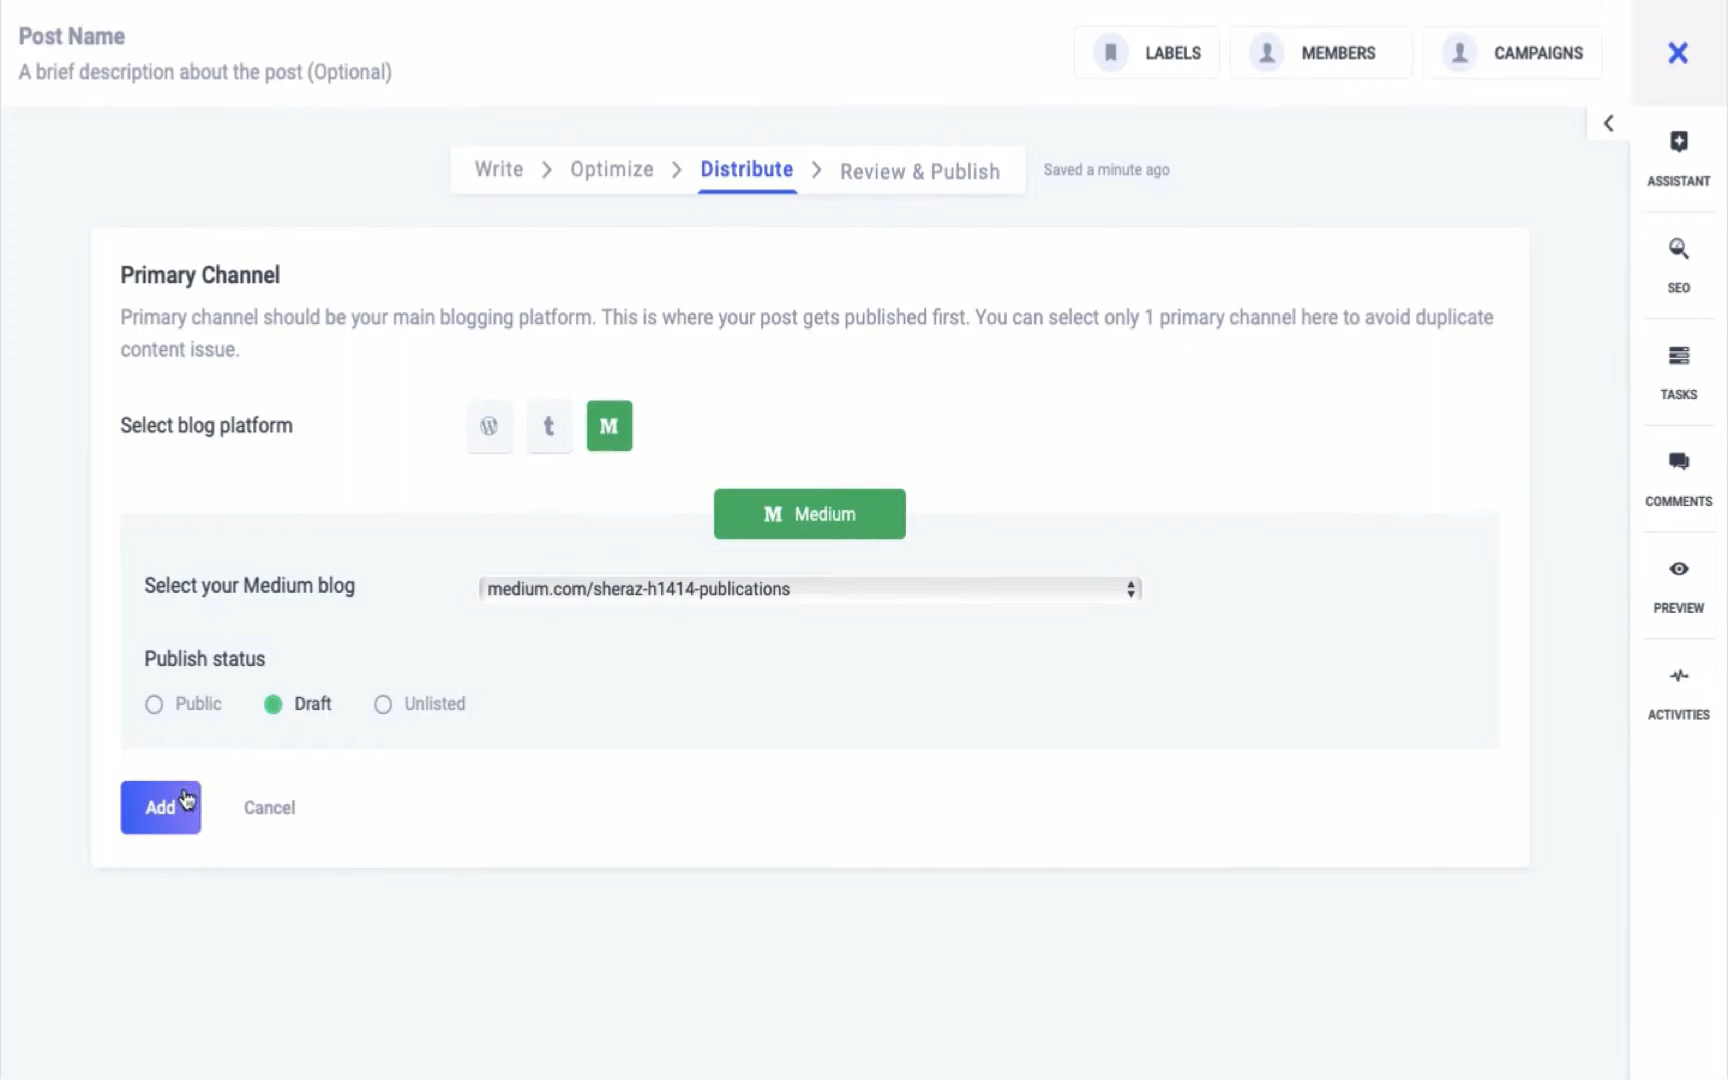 Post Name
A brief description about the post (Optional)
LABELS
MEMBERS
CAMPAIGNS
Write
Optimize
Distribute
Review & Publish
Saved a minute ago
ASSISTANT
SEO
TASKS
COMMENTS
PREVIEW
ACTIVITIES
Primary Channel
Primary channel should be your main blogging platform. This is where your post gets published first. You can select only 1 primary channel here to avoid duplicate
content issue.
Select blog platform
W
t
M
M Medium
Select your Medium blog
medium.com/sheraz-h1414-publications
Publish status
Public
Draft
Unlisted
Add
Cancel